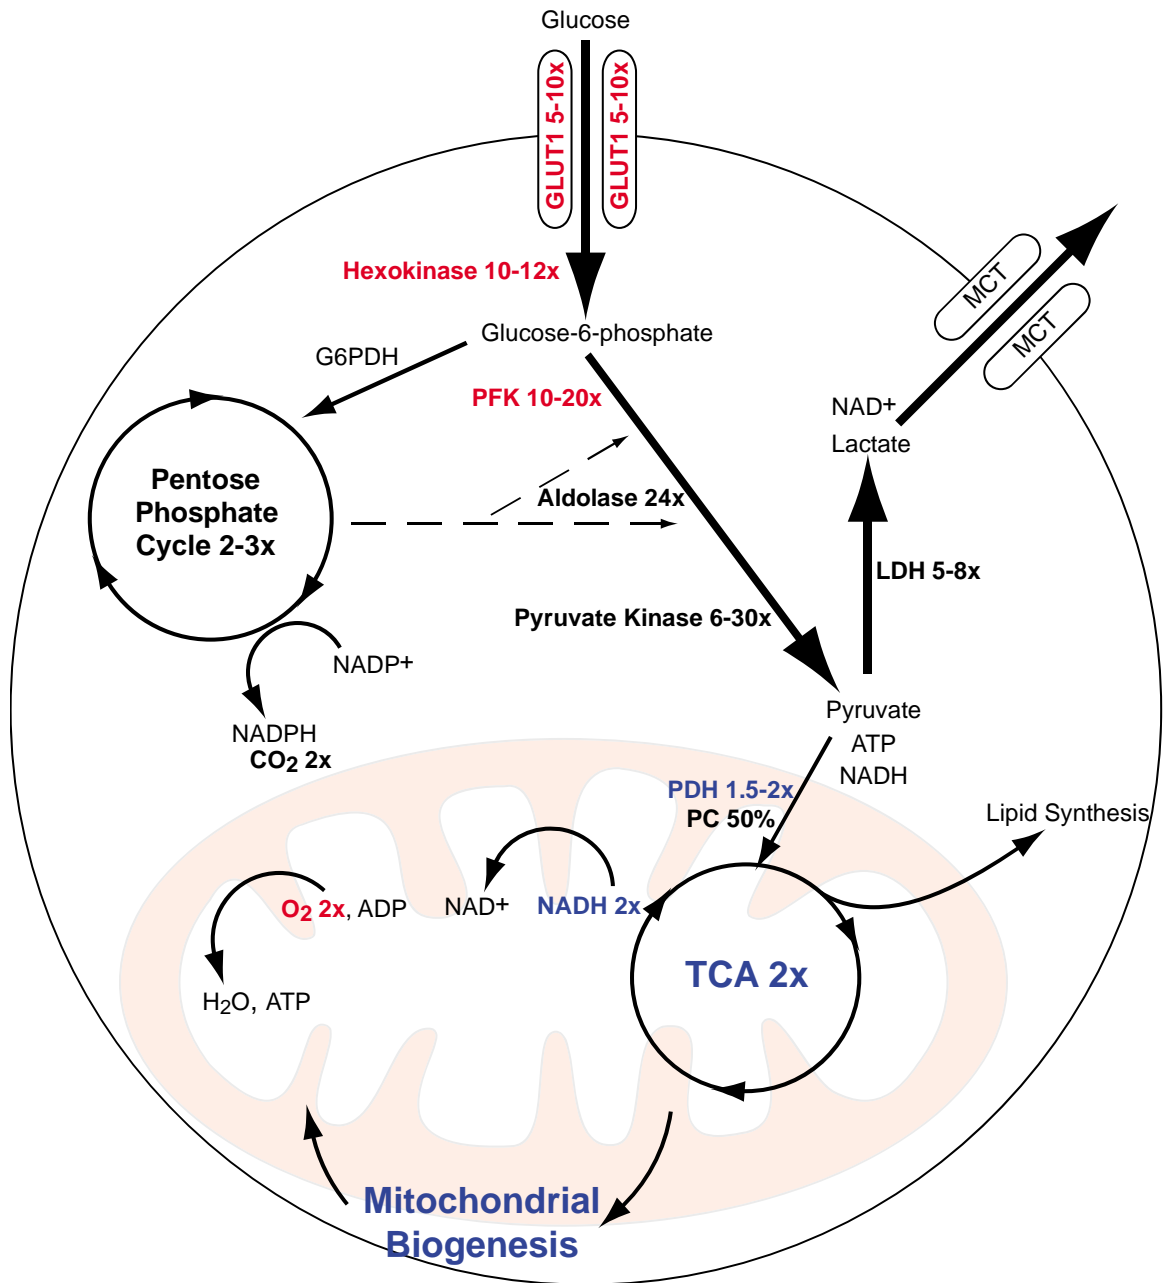 Glucose
GLUT1 5-10x
GLUT1 5-10x
Hexokinase 10-12x
MCT
MCT
Glucose-6-phosphate
G6PDH
PFK 10-20x
NAD+
Lactate
Pentose
Phosphate
Cycle 2-3x
Aldolase 24x
LDH 5-8x
Pyruvate Kinase 6-30x
NADP+
NADPH
CO2 2x
Pyruvate
ATP
NADH
PDH 1.5-2x
PC 50%
Lipid Synthesis
O2 2x, ADP
NAD+
NADH 2x
TCA 2x
H2O, ATP
Mitochondrial
Biogenesis